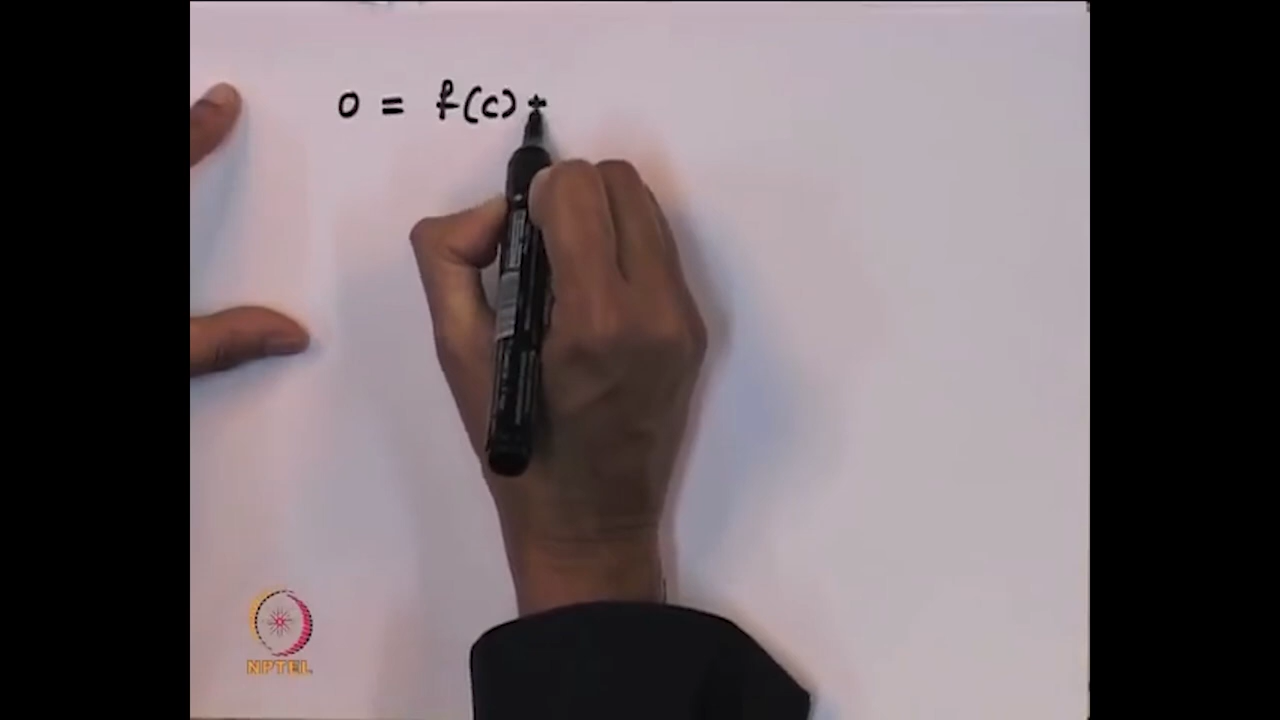 0 = f(c) +
NPTEL